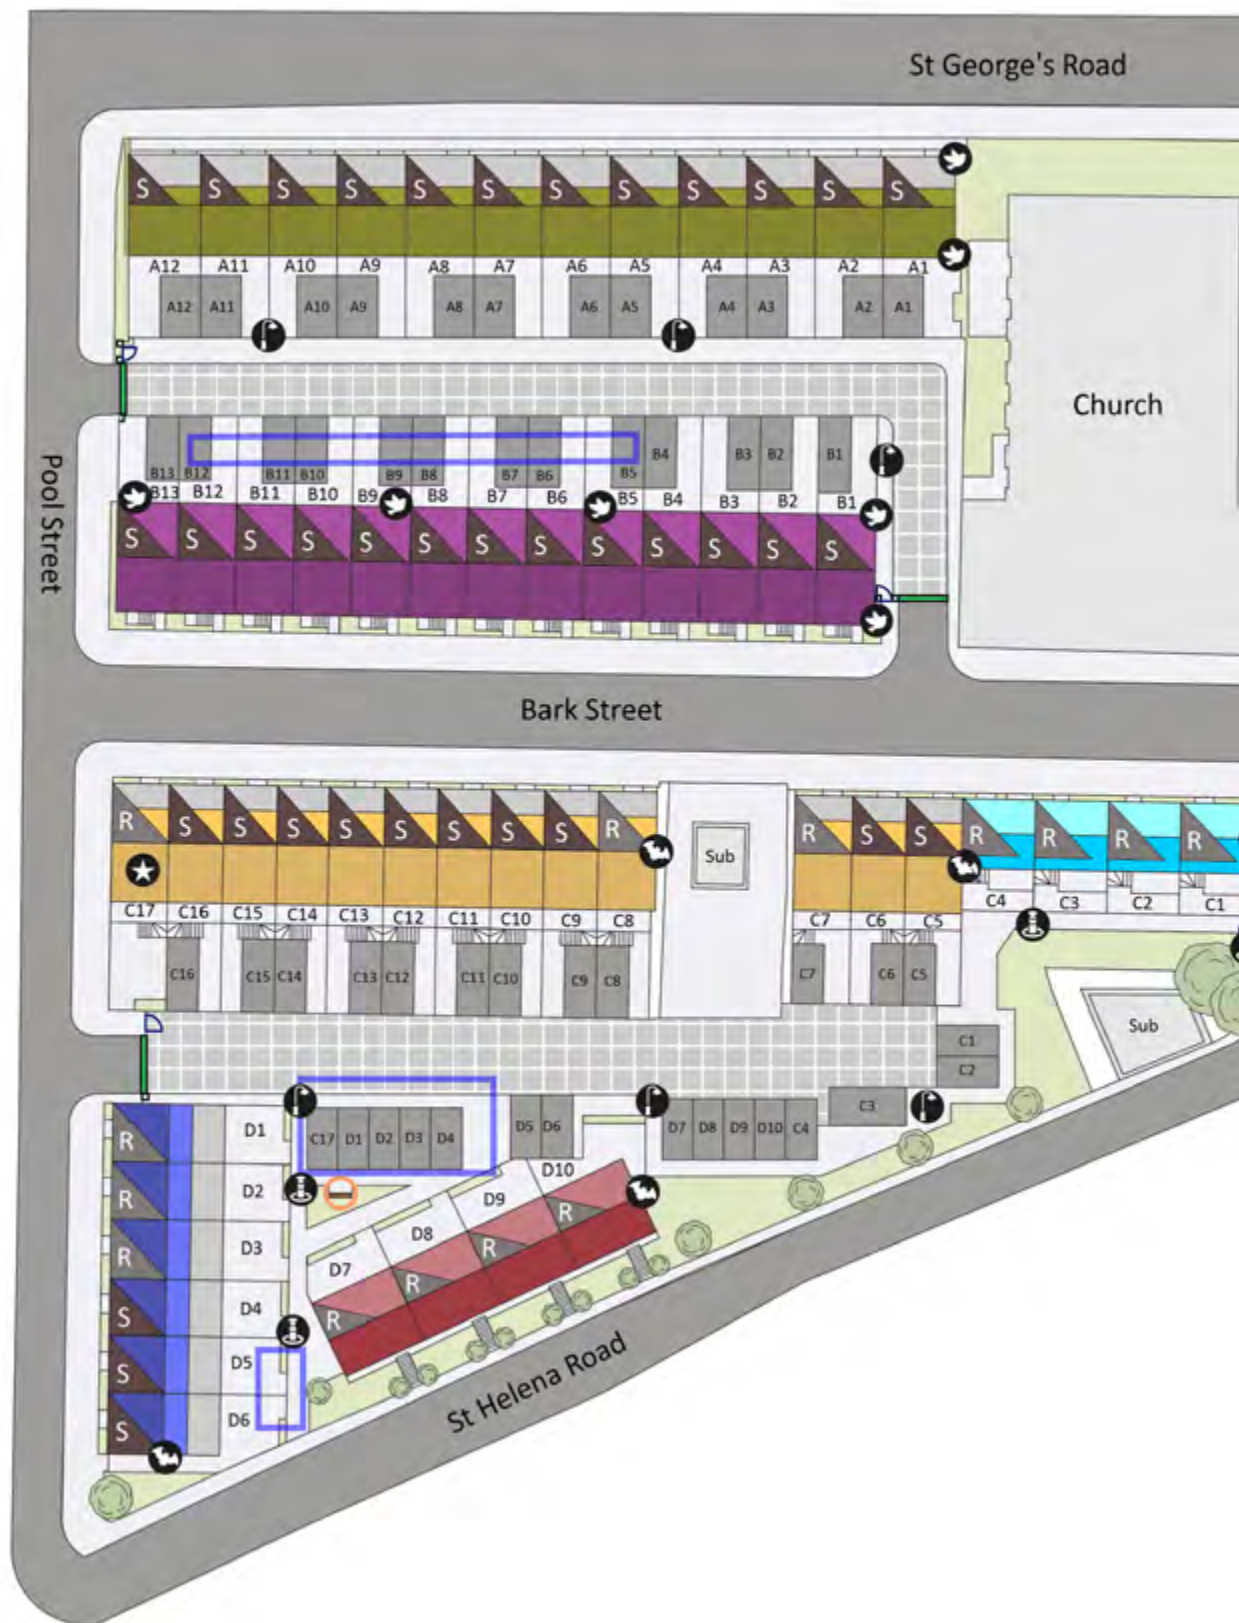 St George's Road
S S S S S S S S S S S S
A12 A11 A10 A9 A8 A7 A6 A5 A4 A3 A2 A1
A12 A11 A10 A9 A8 A7 A6 A5 A4 A3 A2 A1
Church
Pool Street
B13 B12 B11 B10 B9 B8 B7 B6 B5 B4 B3 B2 B1
B13 B12 B11 B10 B9 B8 B7 B6 B5 B4 B3 B2 B1
S S S S S S S S S S S S S
Bark Street
R S S S S S S S S R Sub R S S R R R R
C17 C16 C15 C14 C13 C12 C11 C10 C9 C8 C7 C6 C5 C4 C3 C2 C1
C16 C15 C14 C13 C12 C11 C10 C9 C8 C7 C6 C5
Sub
C1
C2
C3
C17 D1 D2 D3 D4 D5 D6 D7 D8 D9 D10 C4
R D1
R D2
R D3
S D4
S D5
S D6
D10
D9
D8
D7
R R R R
St Helena Road